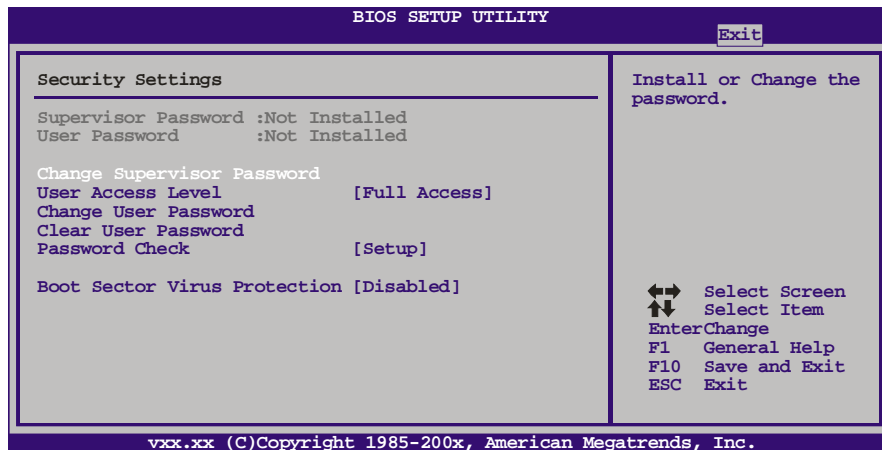 BIOS SETUP UTILITY
Exit
Security Settings
Supervisor Password :Not Installed
User Password :Not Installed
Change Supervisor Password
User Access Level [Full Access]
Change User Password
Clear User Password
Password Check [Setup]
Boot Sector Virus Protection [Disabled]
Install or Change the
password.
Select Screen
Select Item
EnterChange
F1 General Help
F10 Save and Exit
ESC Exit
vxx.xx (C)Copyright 1985-200x, American Megatrends, Inc.